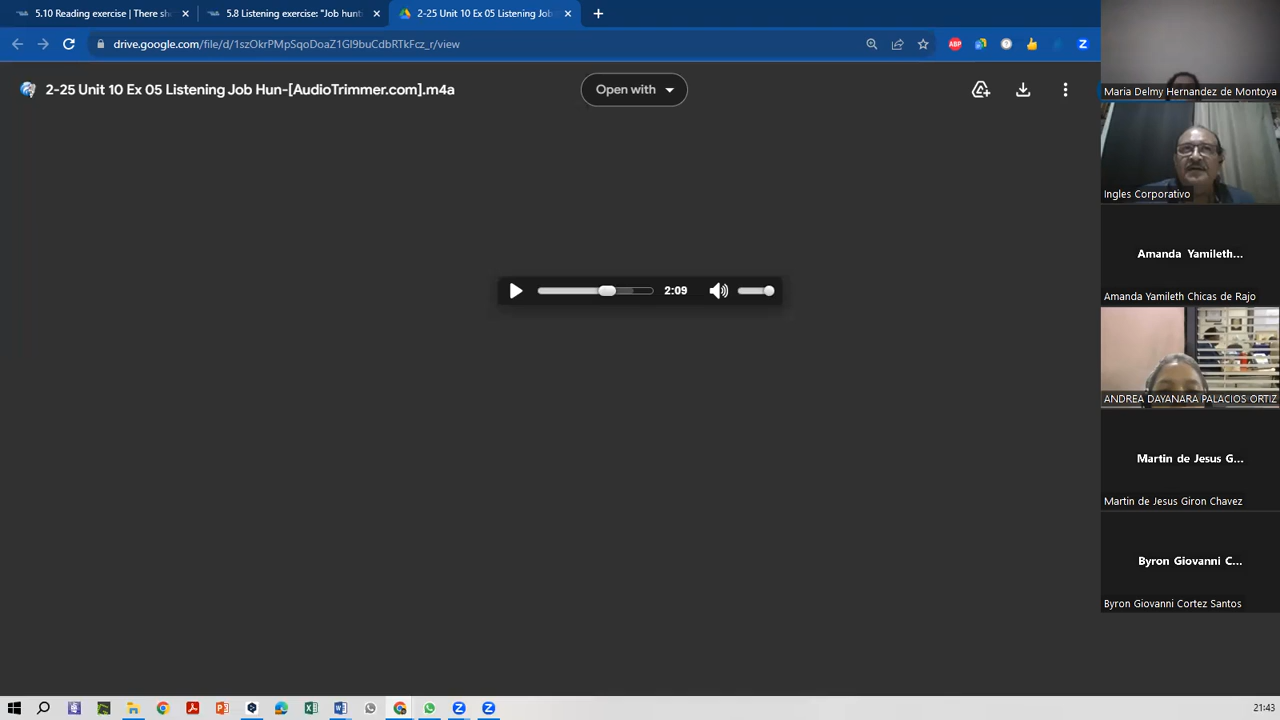 5.10 Reading exercise | There sh
5.8 Listening exercise: "Job hunt
2-25 Unit 10 Ex 05 Listening Job
drive.google.com/file/d/1szOkrPMpSqoDoaZ1Gl9buCdbRTkFcz_r/view
ABP
2-25 Unit 10 Ex 05 Listening Job Hun-[AudioTrimmer.com].m4a
Open with
2:09
Maria Delmy Hernandez de Montoya
Ingles Corporativo
Amanda Yamileth...
Amanda Yamileth Chicas de Rajo
ANDREA DAYANARA PALACIOS ORTIZ
Martin de Jesus G...
Martin de Jesus Giron Chavez
Byron Giovanni C...
Byron Giovanni Cortez Santos
21:43